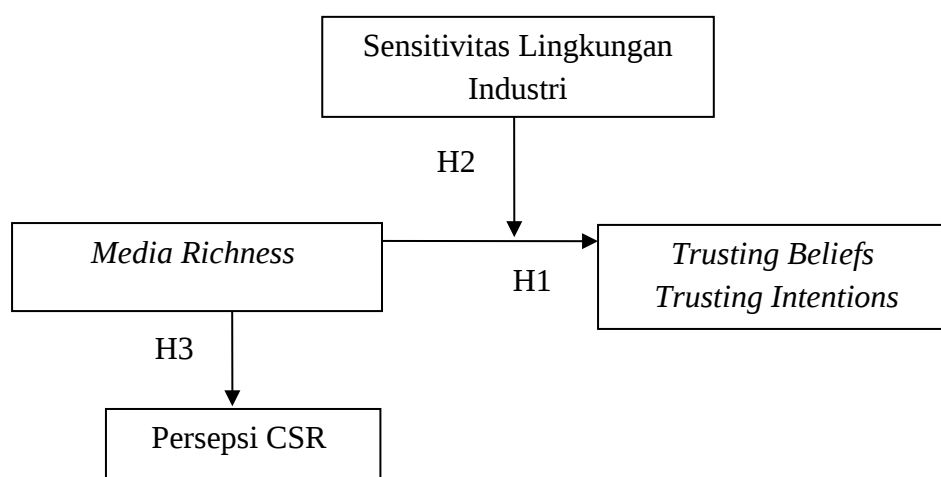 Sensitivitas Lingkungan
Industri
H2
Media Richness
Trusting Beliefs
Trusting Intentions
H1
H3
Persepsi CSR